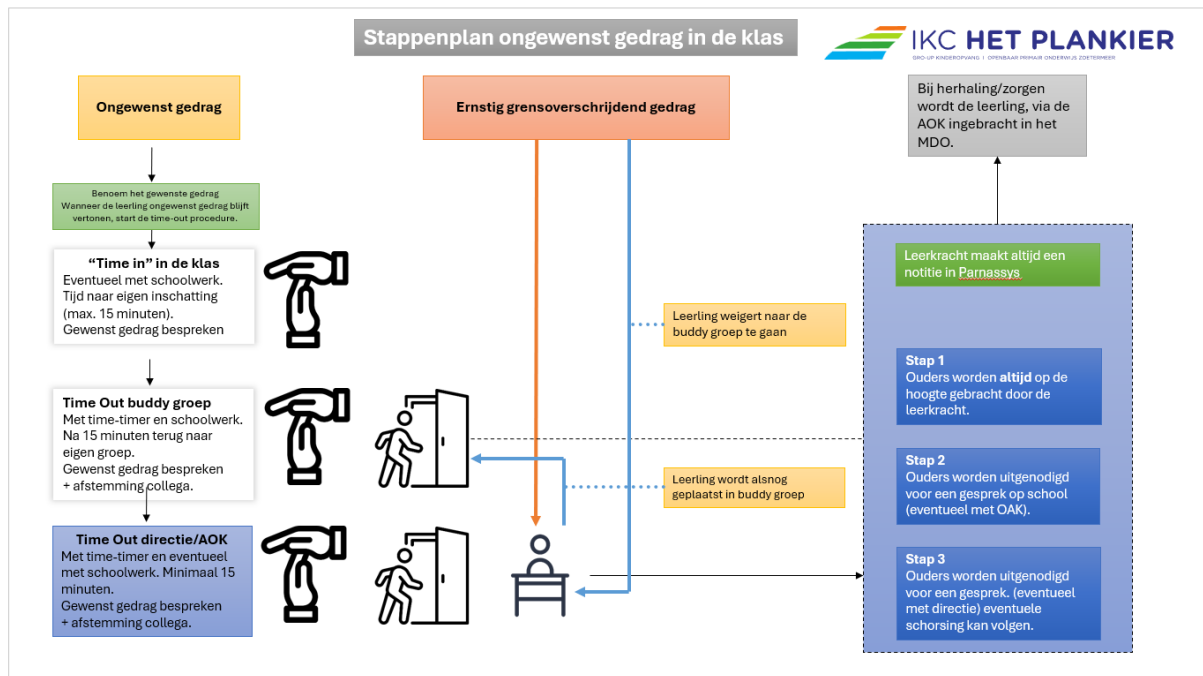 Stappenplan ongewenst gedrag in de klas
IKC HET PLANKIER
GRO-UP KINDEROPVANG | OPENBAAR PRIMAIR ONDERWIJS ZOETERMEER
Ongewenst gedrag
Benoem het gewenste gedrag
Wanneer de leerling ongewenst gedrag blijft
vertonen, start de time-out procedure.
“Time in” in de klas
Eventueel met schoolwerk.
Tijd naar eigen inschatting
(max. 15 minuten).
Gewenst gedrag bespreken
Time Out buddy groep
Met time-timer en schoolwerk.
Na 15 minuten terug naar
eigen groep.
Gewenst gedrag bespreken
+ afstemming collega.
Time Out directie/AOK
Met time-timer en eventueel
met schoolwerk. Minimaal 15
minuten.
Gewenst gedrag bespreken
+ afstemming collega.
Ernstig grensoverschrijdend gedrag
Leerling weigert naar de
buddy groep te gaan
Leerling wordt alsnog
geplaatst in buddy groep
Bij herhaling/zorgen
wordt de leerling, via de
AOK ingebracht in het
MDO.
Leerkracht maakt altijd een
notitie in Parnassys
Stap 1
Ouders worden altijd op de
hoogte gebracht door de
leerkracht.
Stap 2
Ouders worden uitgenodigd
voor een gesprek op school
(eventueel met OAK).
Stap 3
Ouders worden uitgenodigd
voor een gesprek. (eventueel
met directie) eventuele
schorsing kan volgen.